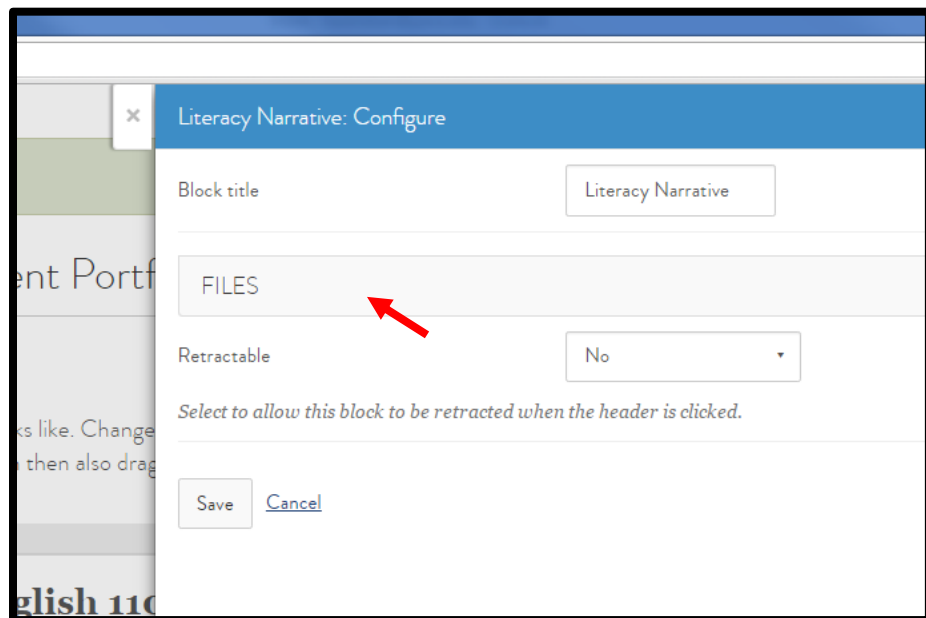 ×
Literacy Narrative: Configure
Block title
Literacy Narrative
ent Portf
FILES
Retractable
No
Select to allow this block to be retracted when the header is clicked.
ks like. Change
then also drag
Save Cancel
glish 110